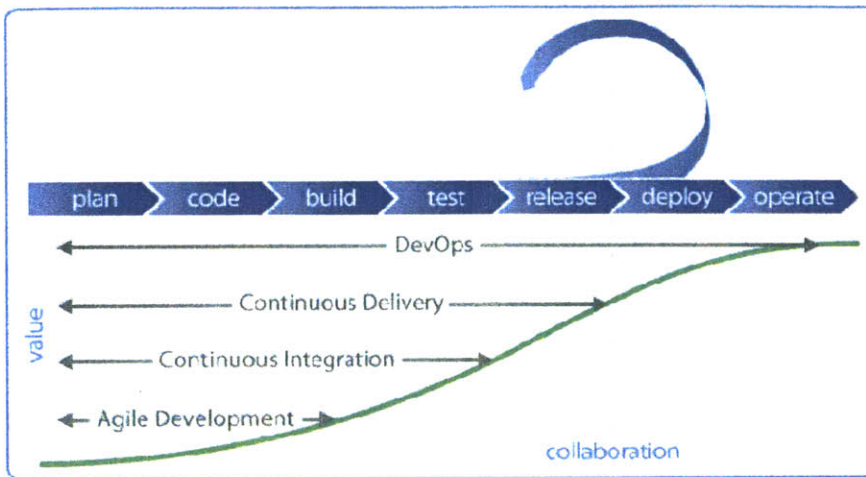 plan code build test release deploy operate
DevOps
Continuous Delivery
value
Continuous Integration
Agile Development
collaboration